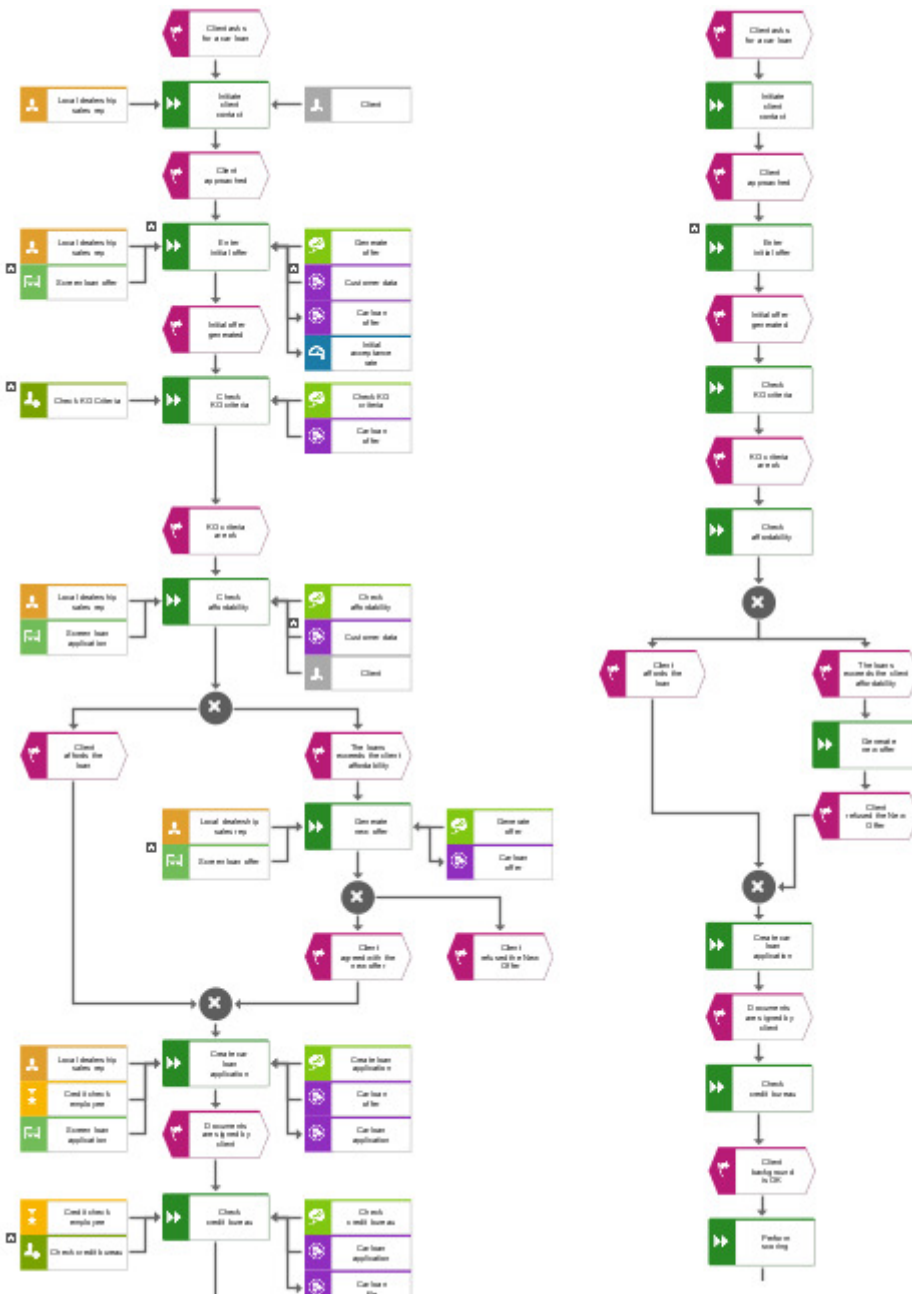 Client asks
for a car loan
Local dealership
sales rep
Initiate
client
contact
Client
Client
approached
Local dealership
sales rep
Screen loan offer
Enter
initial offer
Generate
offer
Customer data
Car loan
offer
Initial
acceptance
rate
Initial offer
generated
Check KO Criteria
Check
KO criteria
Check KO
criteria
Car loan
offer
KO criteria
are ok
Local dealership
sales rep
Screen loan
application
Check
affordability
Check
affordability
Customer data
Client
Client
affords the
loan
The loans
exceeds the client
affordability
Local dealership
sales rep
Screen loan offer
Generate
new offer
Generate
offer
Car loan
offer
Client
agreed with the
new offer
Client
refused the New
Offer
Local dealership
sales rep
Credit check
employee
Screen loan
application
Create car
loan
application
Create loan
application
Car loan
offer
Car loan
application
Documents
are signed by
client
Credit check
employee
Check credit bureau
Check
credit bureau
Check
credit bureau
Car loan
application
Car loan
Client asks
for a car loan
Initiate
client
contact
Client
approached
Enter
initial offer
Initial offer
generated
Check
KO criteria
KO criteria
are ok
Check
affordability
Client
affords the
loan
The loans
exceeds the client
affordability
Generate
new offer
Client
refused the New
Offer
Create car
loan
application
Documents
are signed by
client
Check
credit bureau
Client
background
is OK
Perform
scoring